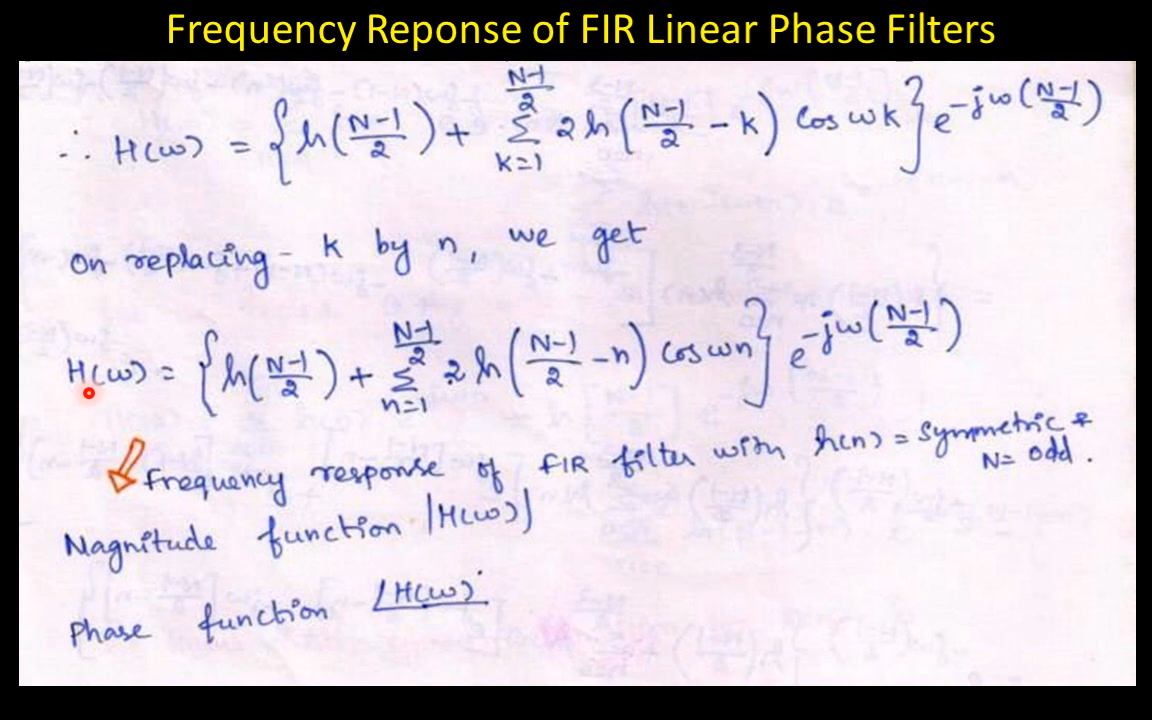 Frequency Reponse of FIR Linear Phase Filters
∴ H(ω) = {h((N-1)/2) + Σ_{k=1}^{(N-1)/2} 2h((N-1)/2 - k) cos ωk} e^{-jω((N-1)/2)}
On replacing k by n, we get
H(ω) = {h((N-1)/2) + Σ_{n=1}^{(N-1)/2} 2h((N-1)/2 - n) cos ωn} e^{-jω((N-1)/2)}
Frequency response of FIR filter with h(n) = Symmetric &
N = odd.
Magnitude function |H(ω)|
Phase function ∠H(ω)